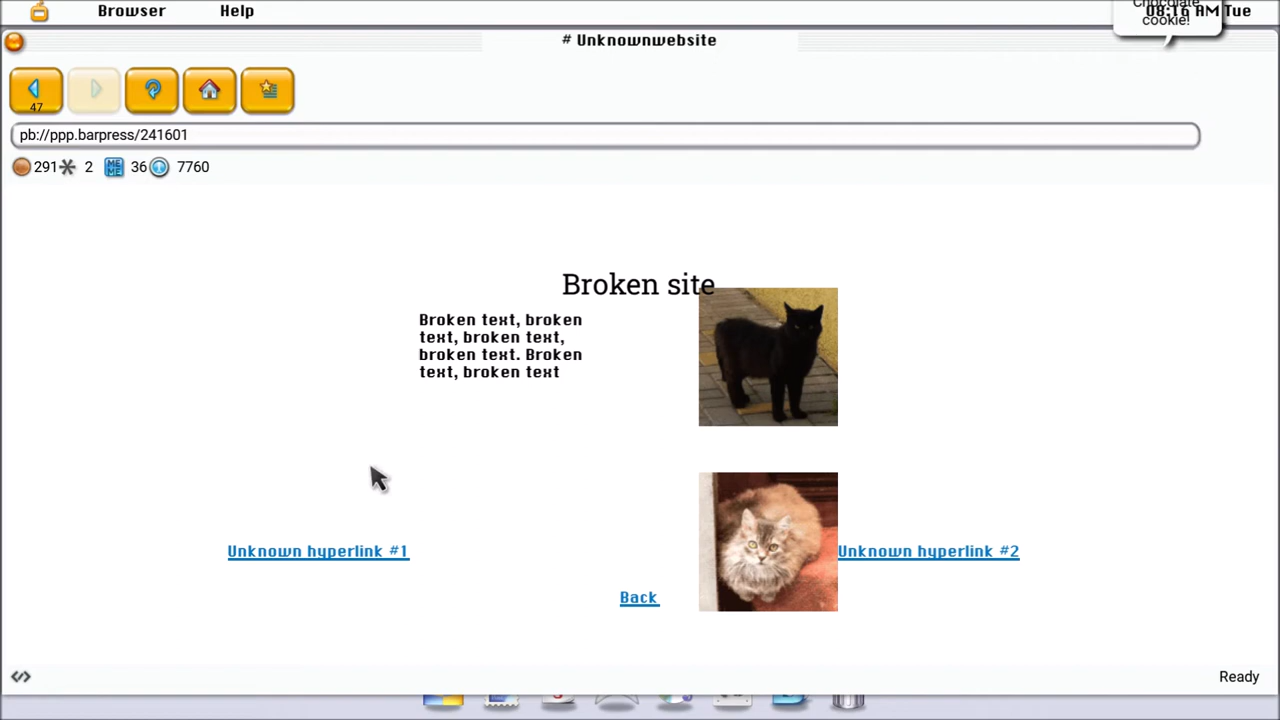 Browser
Help
Chocolate
cookie!
08:16 AM Tue
# Unknownwebsite
47
pb://ppp.barpress/241601
291
2
MEME
36
7760
Broken site
Broken text, broken
text, broken text,
broken text. Broken
text, broken text
Unknown hyperlink #1
Unknown hyperlink #2
Back
Ready